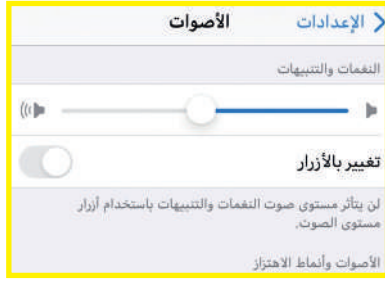 الإعدادات الأصوات
النغمات والتنبيهات
تغيير بالأزرار
لن يتأثر مستوى صوت النغمات والتنبيهات باستخدام أزرار
مستوى الصوت.
الأصوات وأنماط الاهتزاز